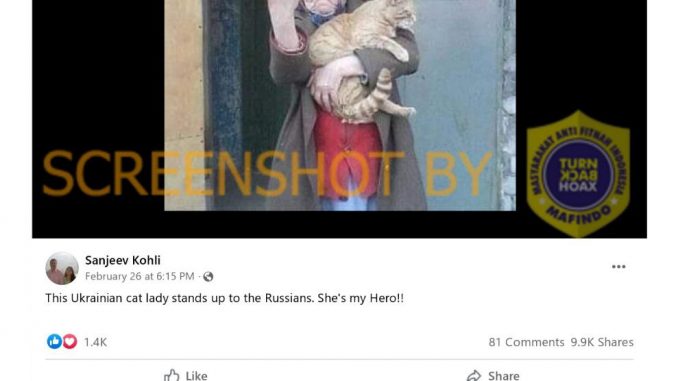 SCREENSHOT BY
MASYARAKAT ANTI FITNAH INDONESIA
TURN
BACK
HOAX
MAFINDO
Sanjeev Kohli
February 26 at 6:15 PM ·
This Ukrainian cat lady stands up to the Russians. She's my Hero!!
1.4K
81 Comments 9.9K Shares
Like
Share